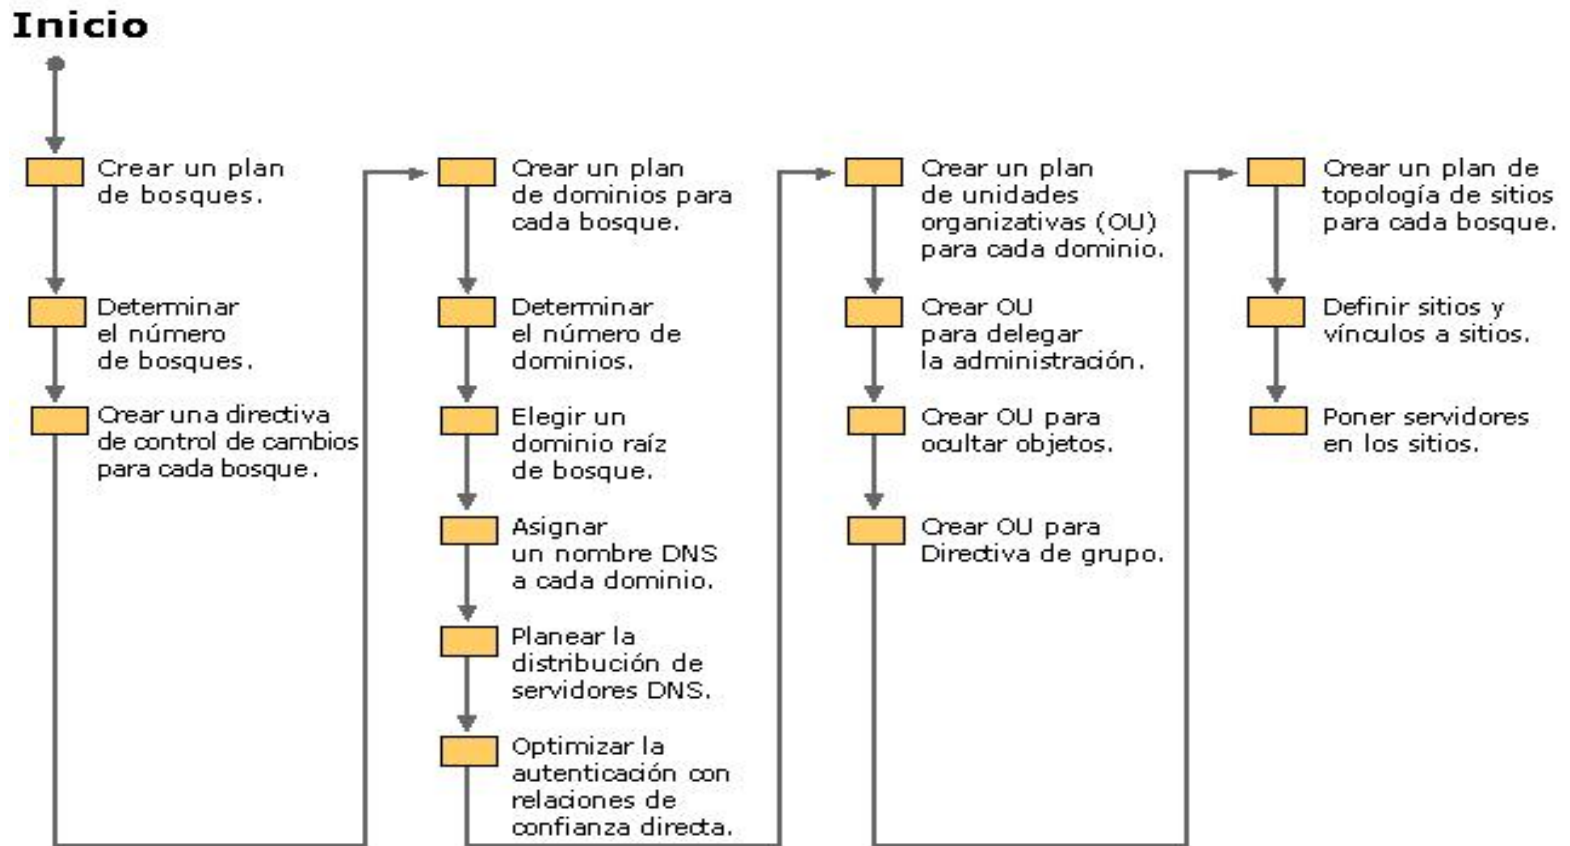 Inicio
Crear un plan
de bosques.
Determinar
el número
de bosques.
Crear una directiva
de control de cambios
para cada bosque.
Crear un plan
de dominios para
cada bosque.
Determinar
el número de
dominios.
Elegir un
dominio raíz
de bosque.
Asignar
un nombre DNS
a cada dominio.
Planear la
distribución de
servidores DNS.
Optimizar la
autenticación con
relaciones de
confianza directa.
Crear un plan
de unidades
organizativas (OU)
para cada dominio.
Crear OU
para delegar
la administración.
Crear OU para
ocultar objetos.
Crear OU para
Directiva de grupo.
Crear un plan de
topología de sitios
para cada bosque.
Definir sitios y
vínculos a sitios.
Poner servidores
en los sitios.